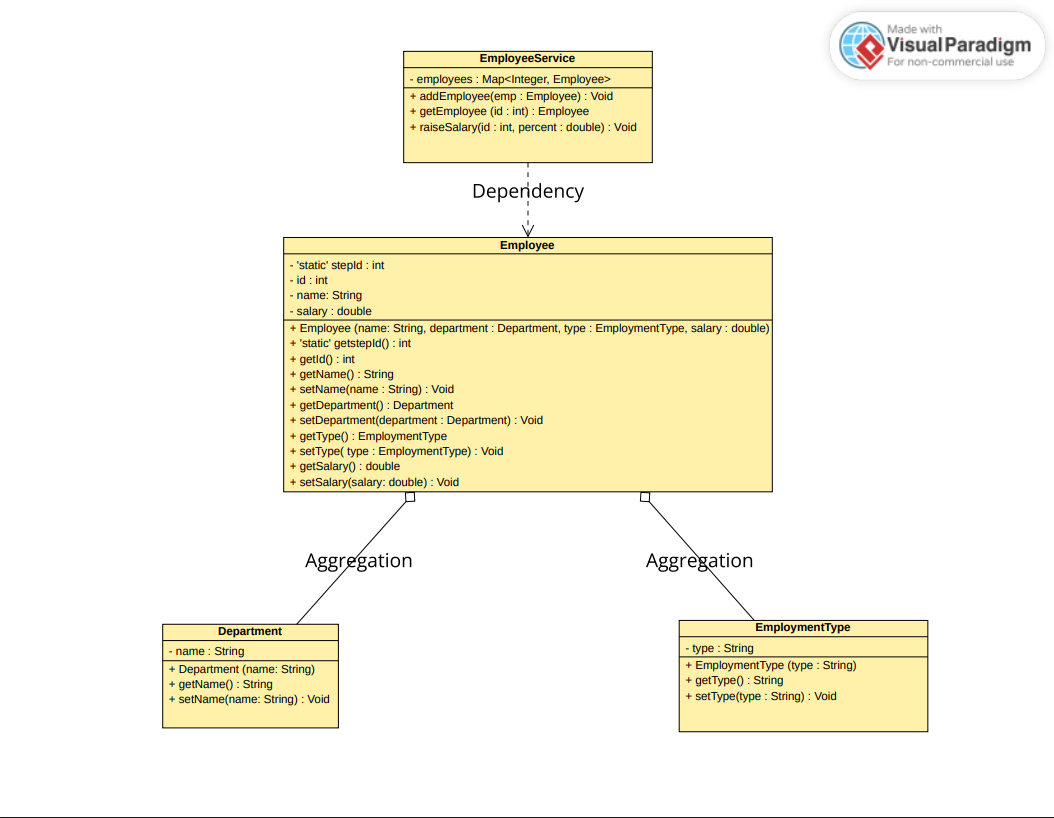 Made with
Visual Paradigm
For non-commercial use
EmployeeService
- employees : Map<Integer, Employee>
+ addEmployee(emp : Employee) : Void
+ getEmployee (id : int) : Employee
+ raiseSalary(id : int, percent : double) : Void
Dependency
Employee
- 'static' stepId : int
- id : int
- name: String
- salary : double
+ Employee (name: String, department : Department, type : EmploymentType, salary : double)
+ 'static' getstepId() : int
+ getId() : int
+ getName() : String
+ setName(name : String) : Void
+ getDepartment() : Department
+ setDepartment(department : Department) : Void
+ getType() : EmploymentType
+ setType( type : EmploymentType) : Void
+ getSalary() : double
+ setSalary(salary: double) : Void
Aggregation
Aggregation
Department
- name : String
+ Department (name: String)
+ getName() : String
+ setName(name: String) : Void
EmploymentType
- type : String
+ EmploymentType (type : String)
+ getType() : String
+ setType(type : String) : Void